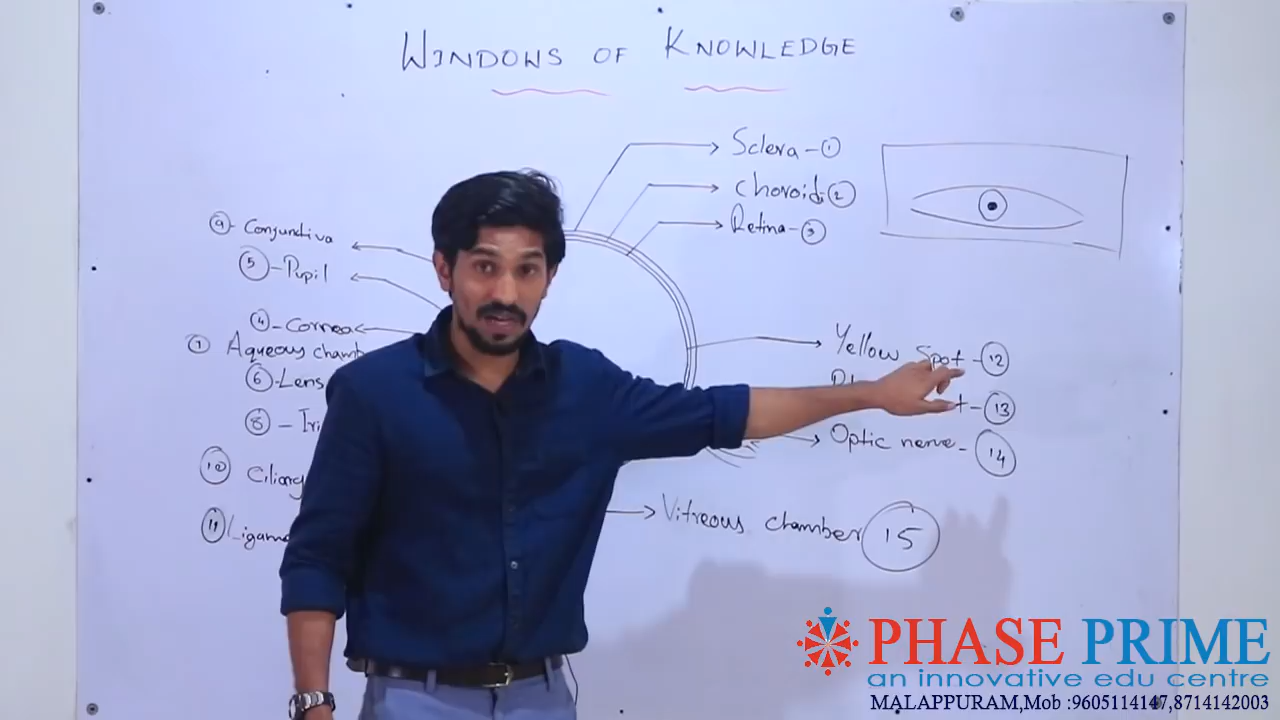 WINDOWS OF KNOWLEDGE
Sclera - 1
Choroid - 2
Retina - 3
9 - Conjundiva
5 - Pupil
4 - Cornea
7 Aqueous chamb
6 - Lens
8 - Iri
10 Ciliary
11 Ligam
Yellow Spot - 12
t - 13
Optic nerve - 14
Vitreous chamber 15
PHASE PRIME
an innovative edu centre
MALAPPURAM,Mob :9605114147,8714142003